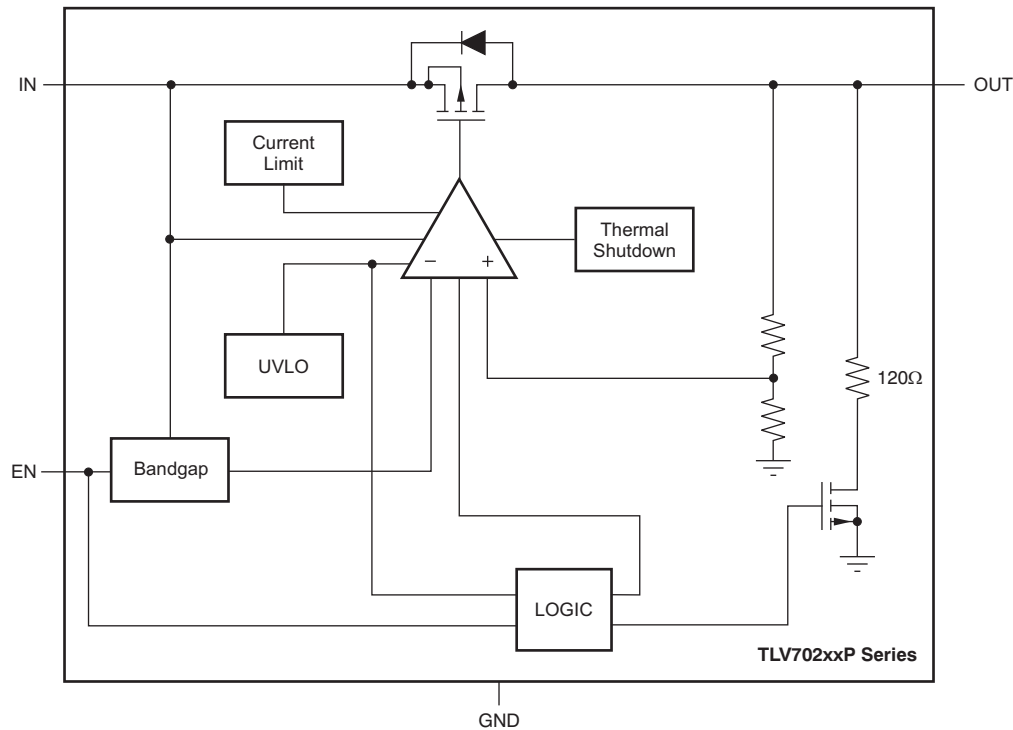 IN
OUT
Current
Limit
Thermal
Shutdown
−
+
UVLO
120Ω
EN
Bandgap
LOGIC
TLV702xxP Series
GND